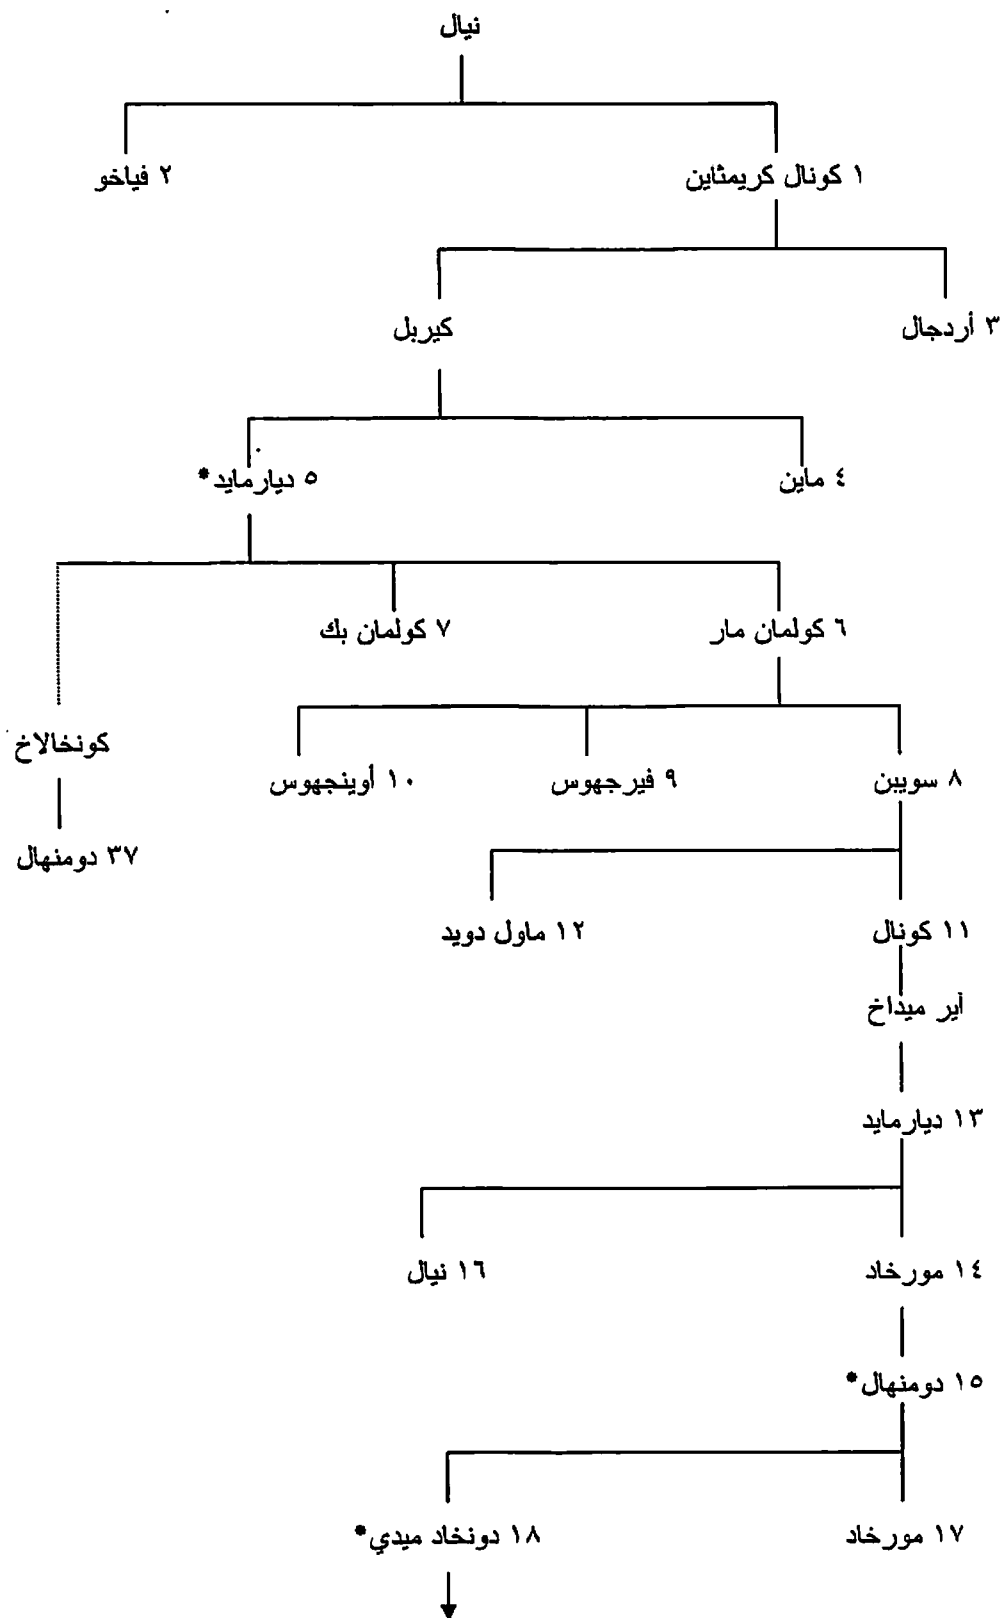 نيال
١ كونال كريمثاين
٢ فياخو
٣ أردجال
كيربل
٤ ماين
٥ ديارمايد*
٦ كولمان مار
٧ كولمان بك
كونخالاخ
٨ سويبن
٩ فيرجهوس
١٠ أوينجهوس
٣٧ دومنهال
١١ كونال
١٢ ماول دويد
أير ميداخ
١٣ ديارمايد
١٤ مورخاد
١٦ نيال
١٥ دومنهال*
١٧ مورخاد
١٨ دونخاد ميدي*